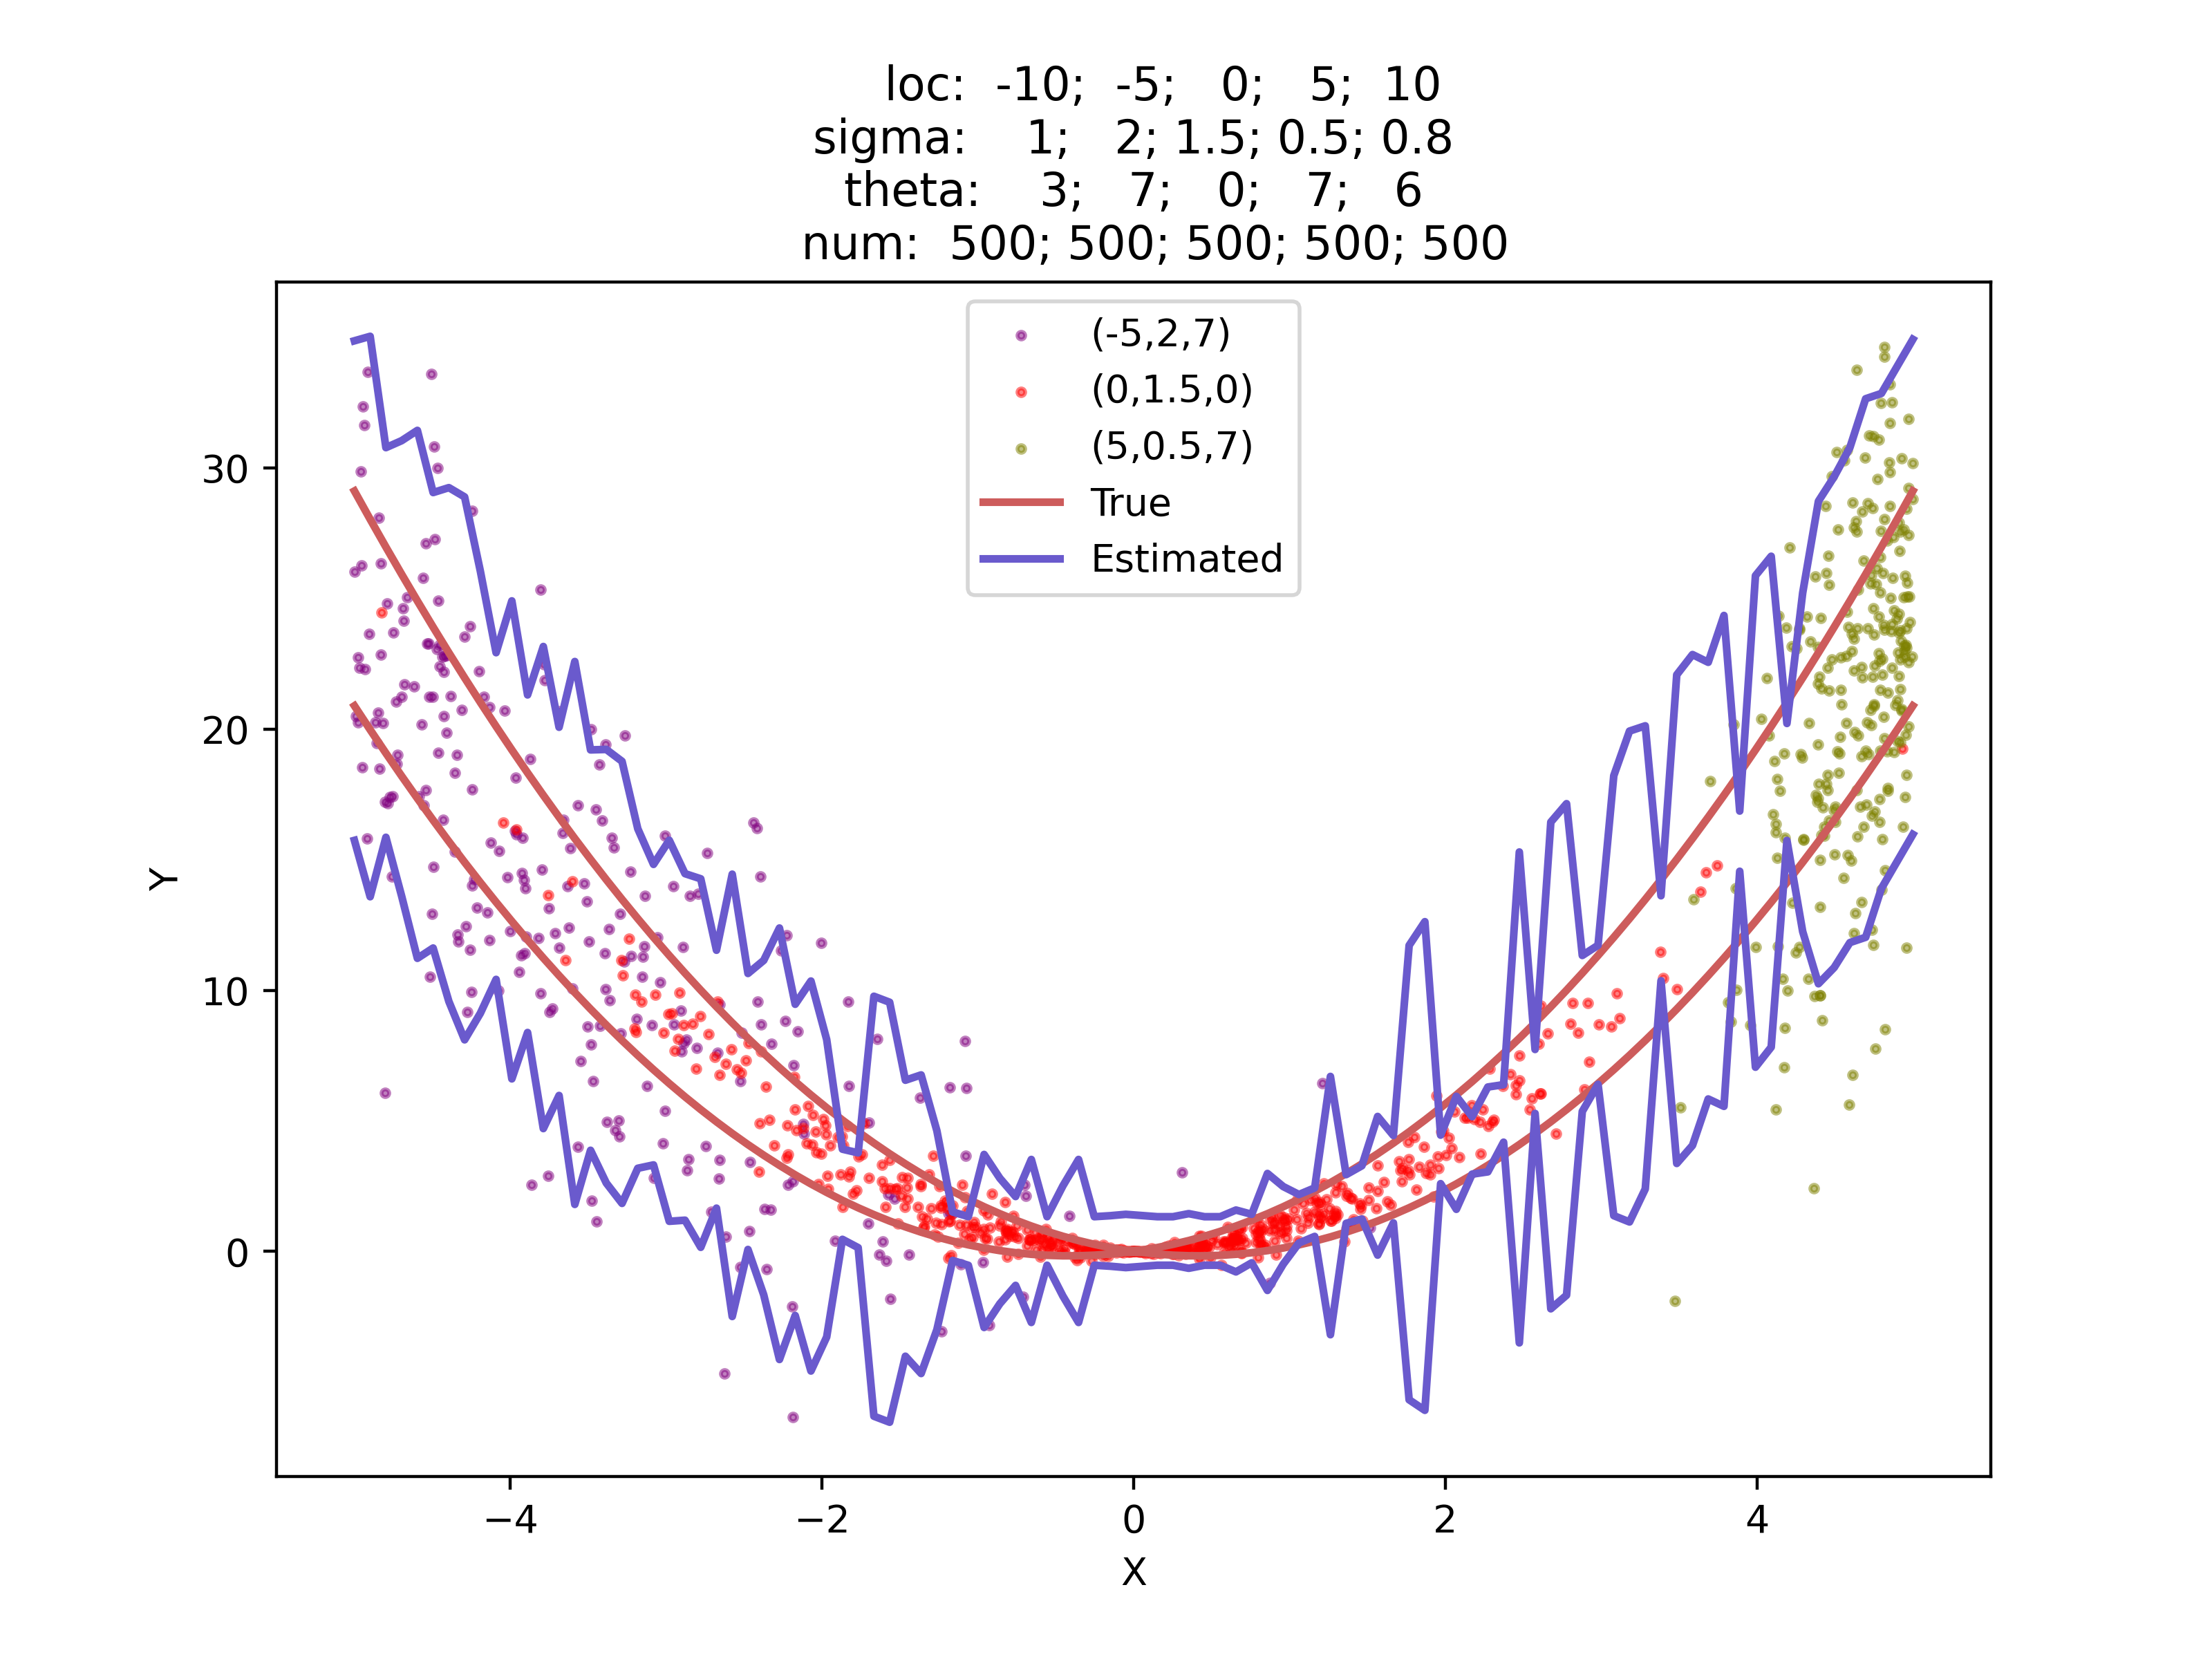 loc: -10; -5; 0; 5; 10
sigma: 1; 2; 1.5; 0.5; 0.8
theta: 3; 7; 0; 7; 6
num: 500; 500; 500; 500; 500
(-5,2,7)
(0,1.5,0)
(5,0.5,7)
True
Estimated
30
20
10
0
Y
−4 −2 0 2 4
X